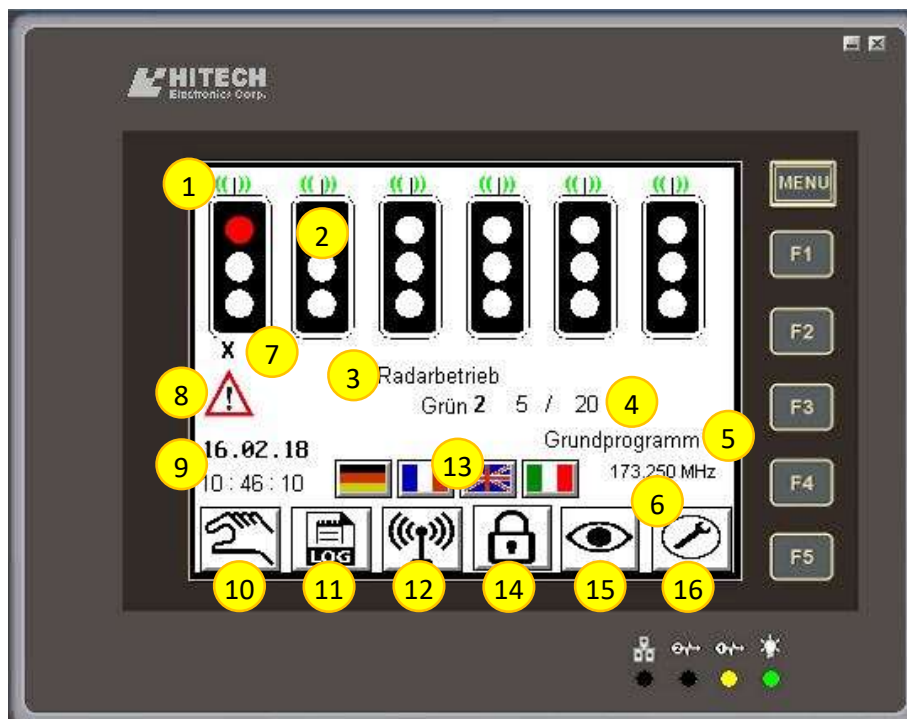 HITECH
Electronics Corp.
MENU
1
2
F1
F2
X
7
3
Radarbetrieb
8
Grün 2 5 / 20
4
F3
Grundprogramm
5
16.02.18
9
13
173,250 MHz
10:46:10
6
F4
LOG
F5
10
11
12
14
15
16